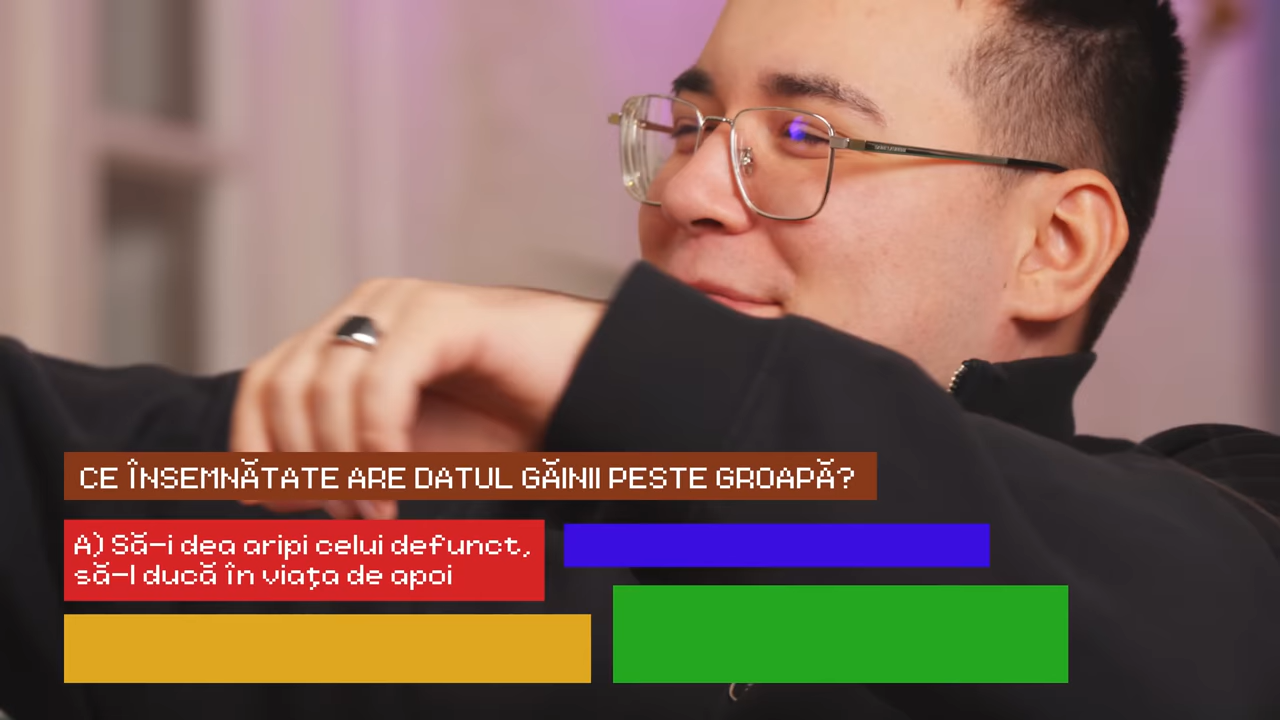 CE ÎNSEMNĂTATE ARE DATUL GĂINII PESTE GROAPĂ?
A) Să-i dea aripi celui defunct,
să-l ducă în viața de apoi